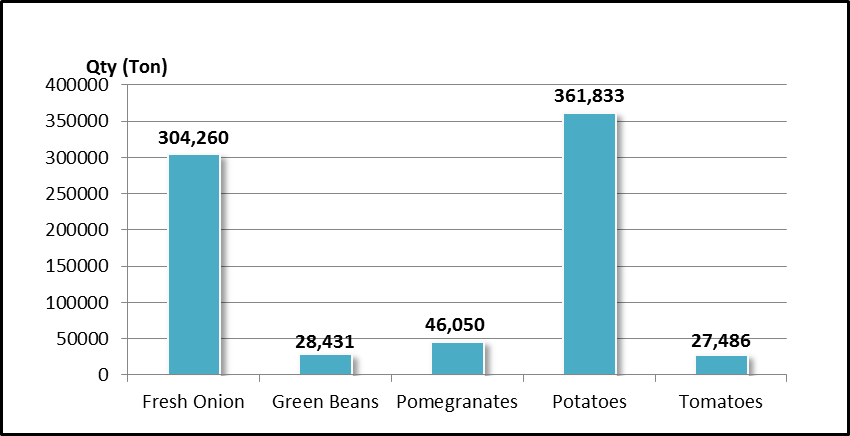 Qty (Ton)
400000
350000
300000
250000
200000
150000
100000
50000
0
304,260
28,431
46,050
361,833
27,486
Fresh Onion
Green Beans
Pomegranates
Potatoes
Tomatoes